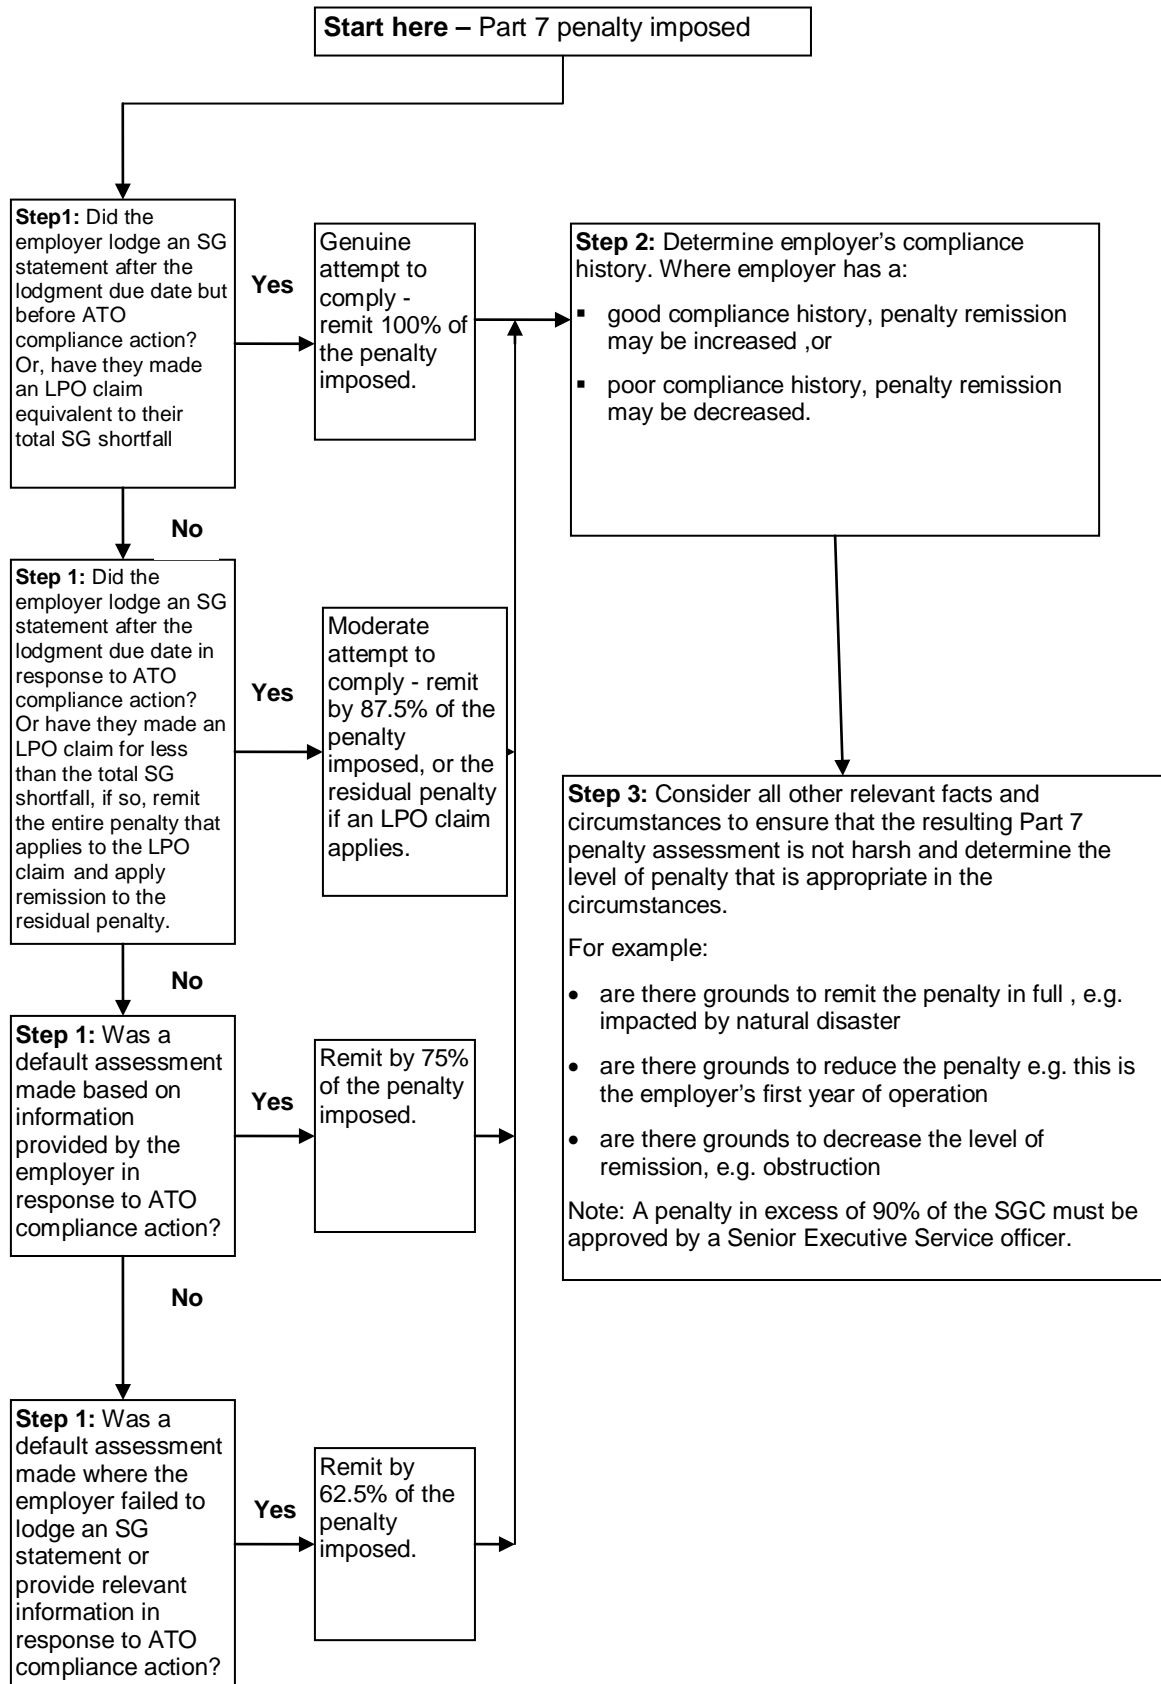 Start here – Part 7 penalty imposed
Step1: Did the
employer lodge an SG
statement after the
lodgment due date but
before ATO
compliance action?
Or, have they made
an LPO claim
equivalent to their
total SG shortfall
Yes
Genuine
attempt to
comply -
remit 100% of
the penalty
imposed.
Step 2: Determine employer’s compliance
history. Where employer has a:
▪ good compliance history, penalty remission
may be increased ,or
▪ poor compliance history, penalty remission
may be decreased.
No
Step 1: Did the
employer lodge an SG
statement after the
lodgment due date in
response to ATO
compliance action?
Or have they made an
LPO claim for less
than the total SG
shortfall, if so, remit
the entire penalty that
applies to the LPO
claim and apply
remission to the
residual penalty.
Yes
Moderate
attempt to
comply - remit
by 87.5% of the
penalty
imposed, or the
residual penalty
if an LPO claim
applies.
Step 3: Consider all other relevant facts and
circumstances to ensure that the resulting Part 7
penalty assessment is not harsh and determine the
level of penalty that is appropriate in the
circumstances.
For example:
• are there grounds to remit the penalty in full , e.g.
impacted by natural disaster
• are there grounds to reduce the penalty e.g. this is
the employer’s first year of operation
• are there grounds to decrease the level of
remission, e.g. obstruction
Note: A penalty in excess of 90% of the SGC must be
approved by a Senior Executive Service officer.
No
Step 1: Was a
default assessment
made based on
information
provided by the
employer in
response to ATO
compliance action?
Yes
Remit by 75%
of the penalty
imposed.
No
Step 1: Was a
default assessment
made where the
employer failed to
lodge an SG
statement or
provide relevant
information in
response to ATO
compliance action?
Yes
Remit by
62.5% of the
penalty
imposed.